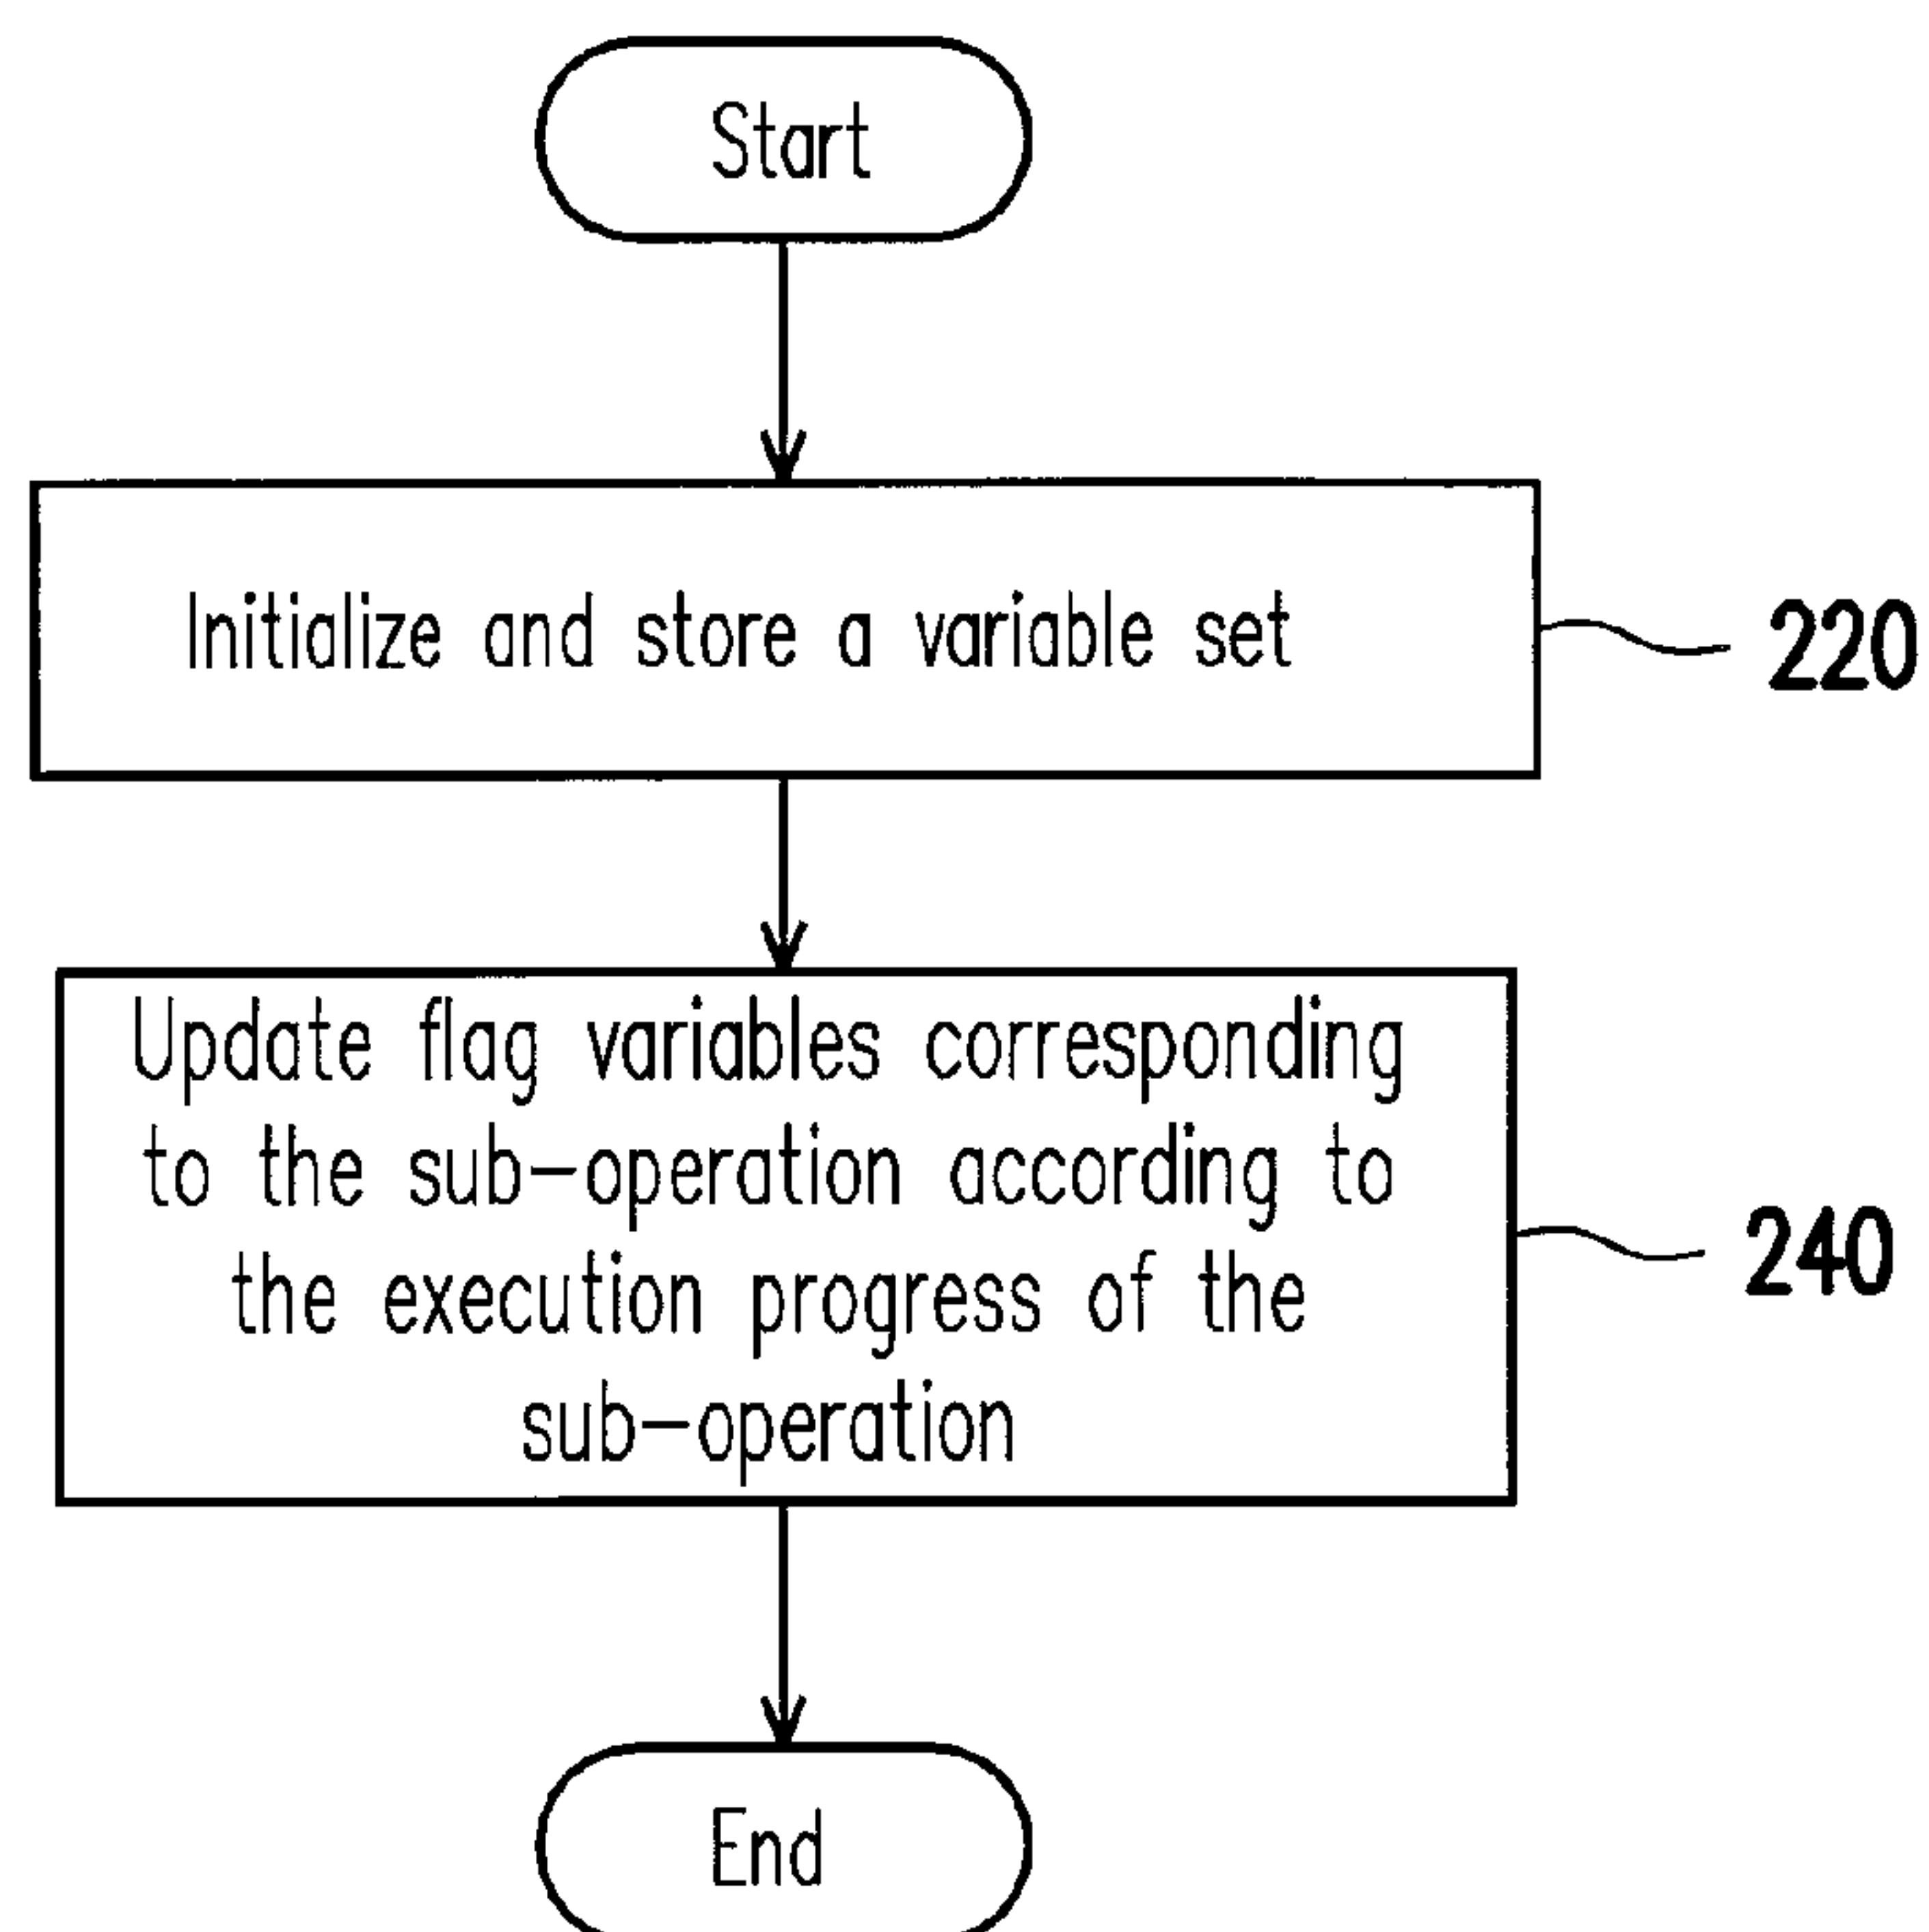 Start
Initialize and store a variable set
220
Update flag variables corresponding
to the sub-operation according to
the execution progress of the
sub-operation
240
End